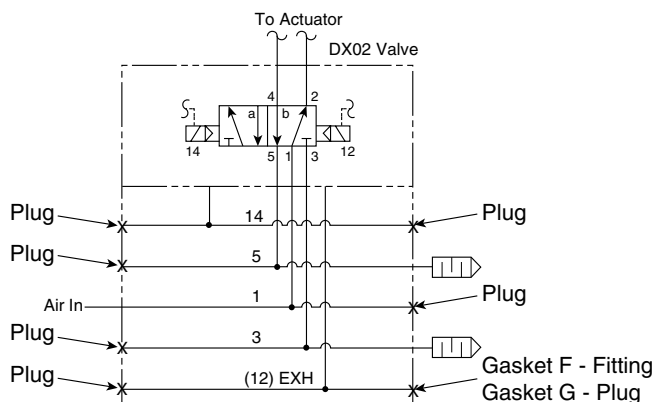 To Actuator
DX02 Valve
4 2
a b
14 12
5 1 3
Plug 14 Plug
Plug 5
Air In 1 Plug
Plug 3
Plug (12) EXH Gasket F - Fitting
Gasket G - Plug